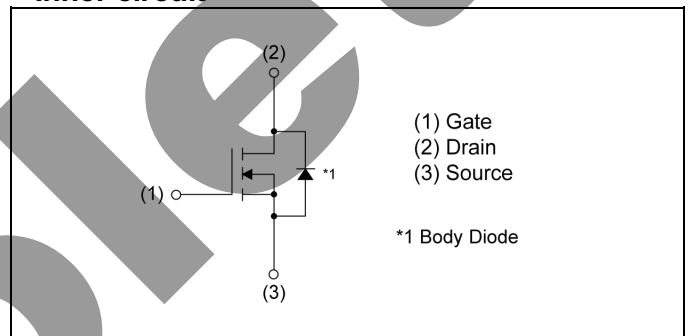 (2)
(1) Gate
(2) Drain
(3) Source
*1
(1)
*1 Body Diode
(3)